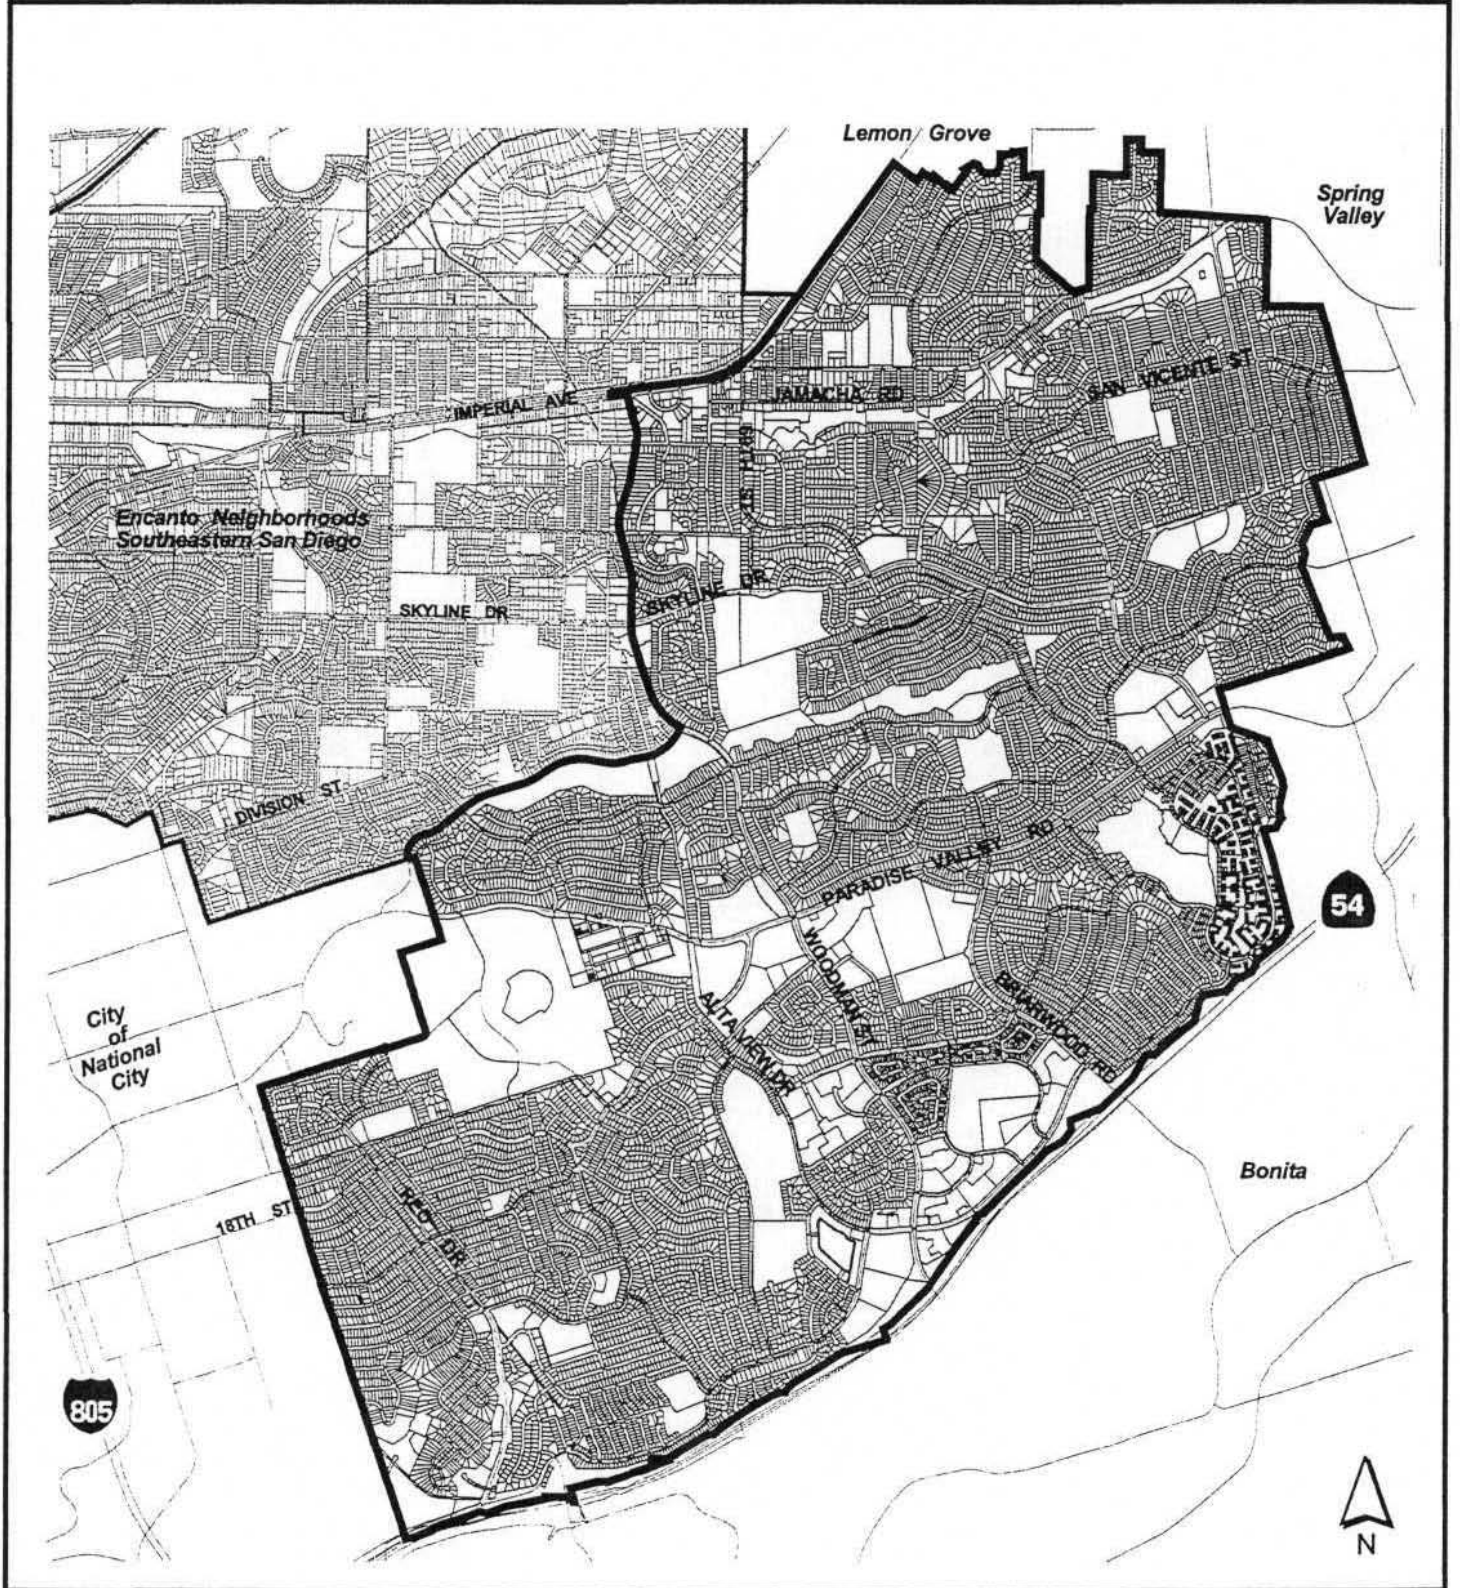 Lemon Grove
Spring
Valley
SAN VICENTE ST
JAMACHA RD
IMPERIAL AVE
69TH ST
Encanto Neighborhoods
Southeastern San Diego
SKYLINE DR
SKYLINE DR
DIVISION ST
PARADISE VALLEY RD
54
WOODMAN ST
BRIARWOOD RD
ALTA VIEW DR
City
of
National
City
Bonita
REO DR
18TH ST
805
N